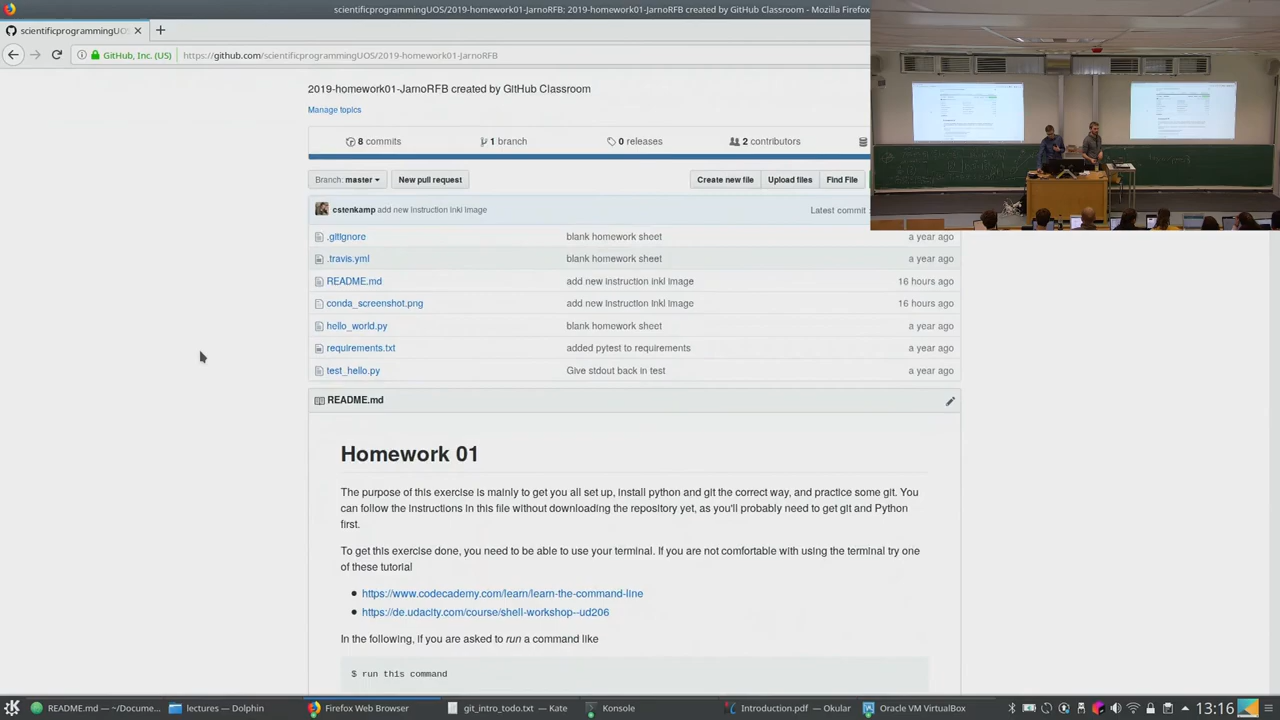 scientificprogrammingUOS/2019-homework01-JarnoRFB: 2019-homework01-JarnoRFB created by GitHub Classroom - Mozilla Firefox
scientificprogrammingUO
GitHub, Inc. (US)
https://github.com/scientificprogrammingUOS/2019-homework01-JarnoRFB
2019-homework01-JarnoRFB created by GitHub Classroom
Manage topics
8 commits
1 branch
0 releases
2 contributors
Branch: master
New pull request
Create new file
Upload files
Find File
cstenkamp add new instruction inkl image
Latest commit
.gitignore blank homework sheet a year ago
.travis.yml blank homework sheet a year ago
README.md add new instruction inkl image 16 hours ago
conda_screenshot.png add new instruction inkl image 16 hours ago
hello_world.py blank homework sheet a year ago
requirements.txt added pytest to requirements a year ago
test_hello.py Give stdout back in test a year ago
README.md
Homework 01
The purpose of this exercise is mainly to get you all set up, install python and git the correct way, and practice some git. You
can follow the instructions in this file without downloading the repository yet, as you'll probably need to get git and Python
first.
To get this exercise done, you need to be able to use your terminal. If you are not comfortable with using the terminal try one
of these tutorial
https://www.codecademy.com/learn/learn-the-command-line
https://de.udacity.com/course/shell-workshop--ud206
In the following, if you are asked to run a command like
$ run this command
README.md — ~/Docume...
lectures — Dolphin
Firefox Web Browser
git_intro_todo.txt — Kate
Konsole
Introduction.pdf — Okular
Oracle VM VirtualBox
13:16